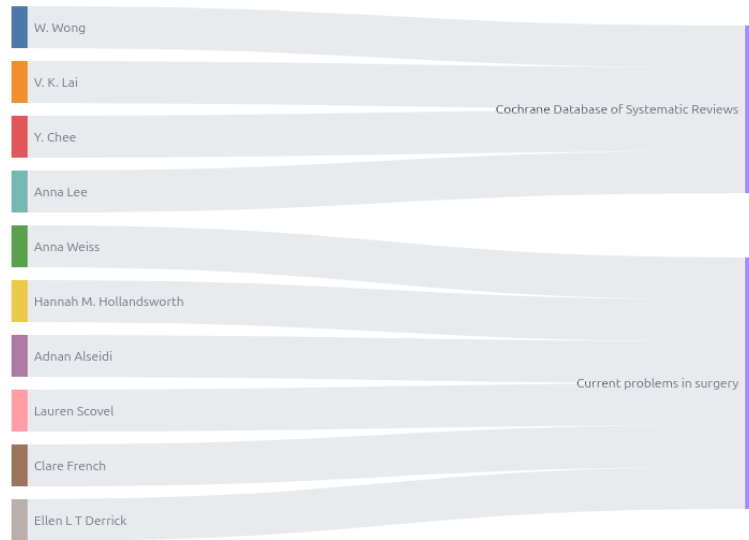 W. Wong
V. K. Lai
Cochrane Database of Systematic Reviews
Y. Chee
Anna Lee
Anna Weiss
Hannah M. Hollandsworth
Adnan Alseidi
Current problems in surgery
Lauren Scovel
Clare French
Ellen L T Derrick